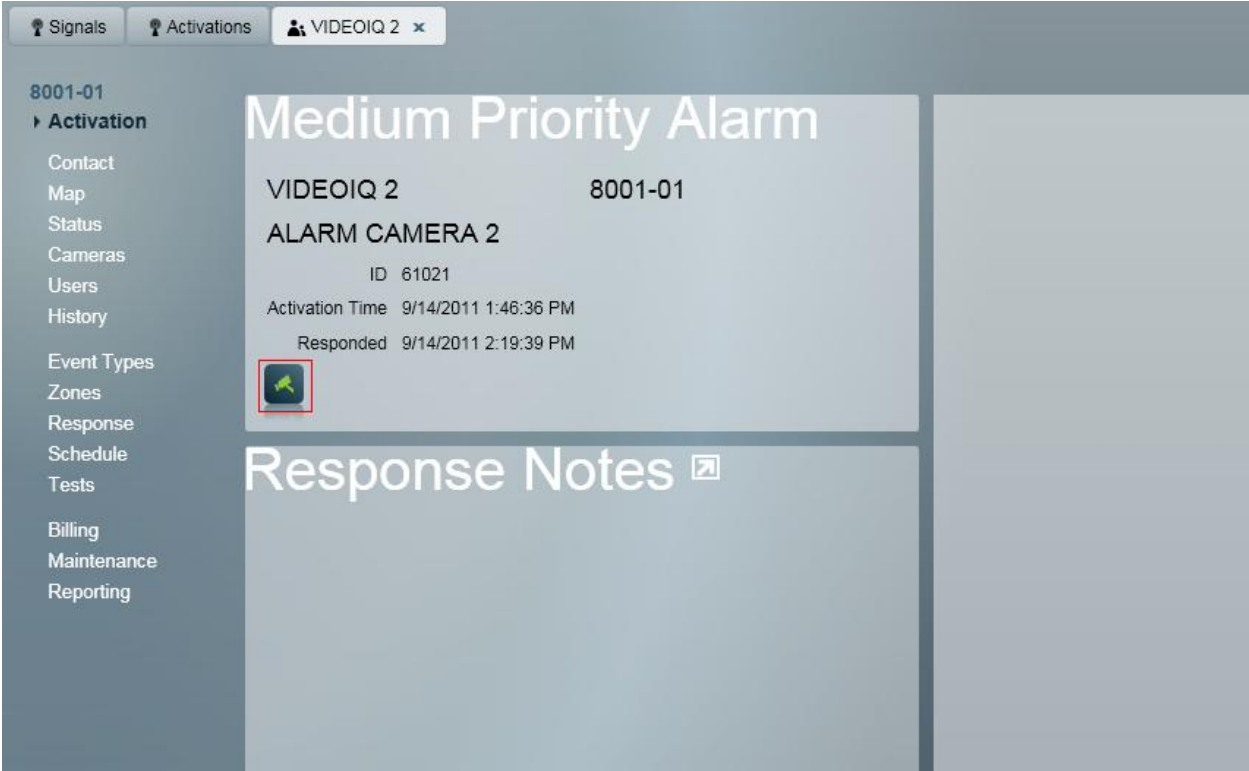 Signals
Activations
VIDEOIQ 2 x
8001-01
Activation
Contact
Map
Status
Cameras
Users
History
Event Types
Zones
Response
Schedule
Tests
Billing
Maintenance
Reporting
Medium Priority Alarm
VIDEOIQ 2 8001-01
ALARM CAMERA 2
ID 61021
Activation Time 9/14/2011 1:46:36 PM
Responded 9/14/2011 2:19:39 PM
Response Notes